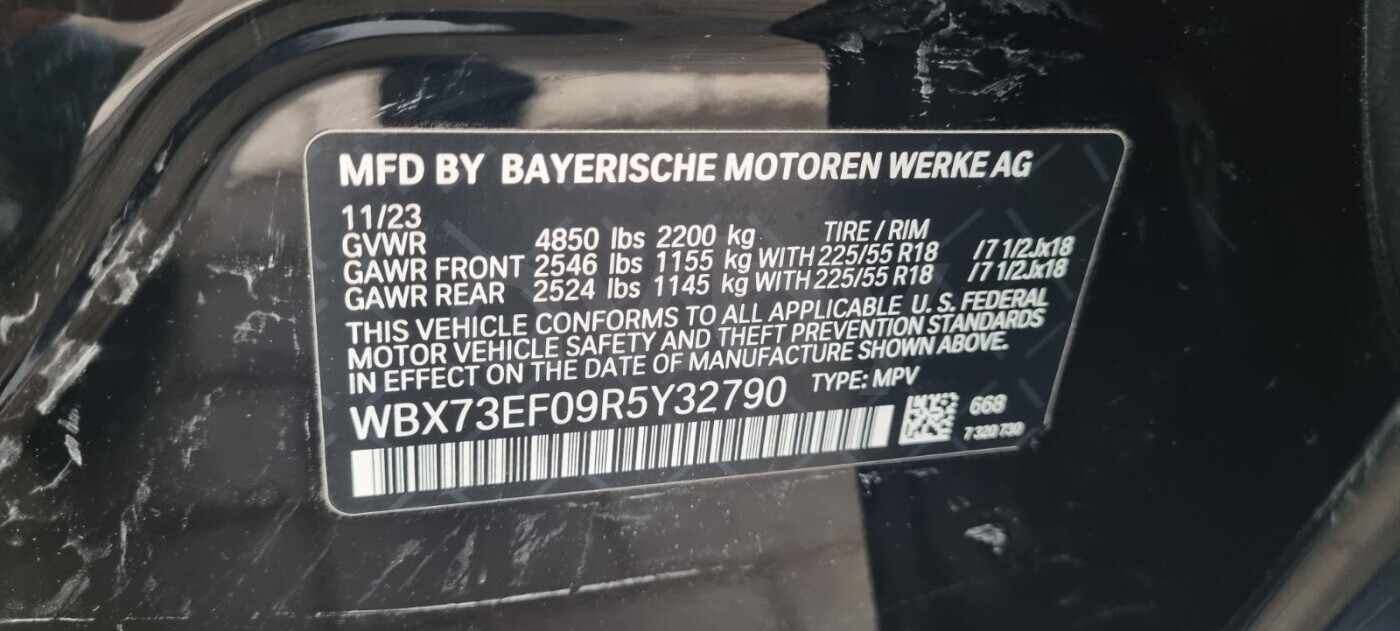 MFD BY BAYERISCHE MOTOREN WERKE AG
11/23
TIRE / RIM
GVWR 4850 lbs 2200 kg
GAWR FRONT 2546 lbs 1155 kg WITH 225/55 R18 /7 1/2Jx18
GAWR REAR 2524 lbs 1145 kg WITH 225/55 R18 /7 1/2Jx18
THIS VEHICLE CONFORMS TO ALL APPLICABLE U. S. FEDERAL
MOTOR VEHICLE SAFETY AND THEFT PREVENTION STANDARDS
IN EFFECT ON THE DATE OF MANUFACTURE SHOWN ABOVE.
WBX73EF09R5Y32790 TYPE: MPV
668
7 320 730